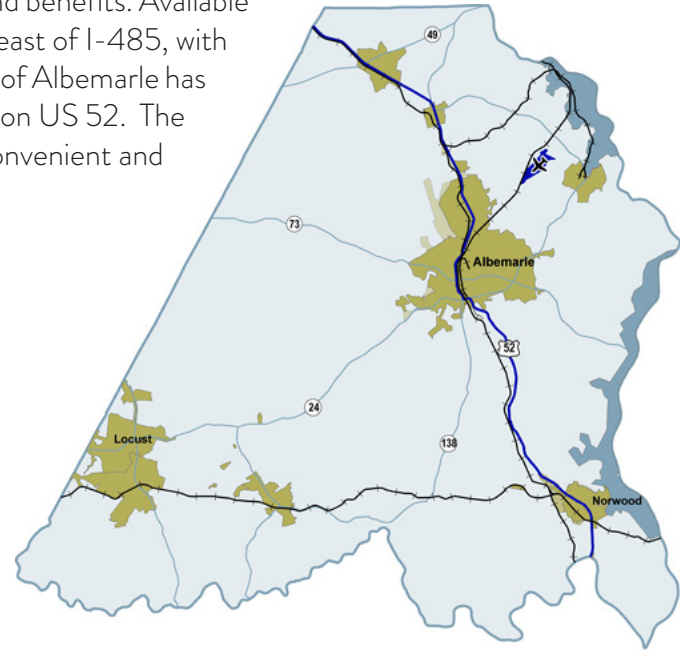 nd benefits. Available
east of I-485, with
of Albemarle has
on US 52. The
onvenient and
49
73
Albemarle
52
24
138
Locust
Norwood